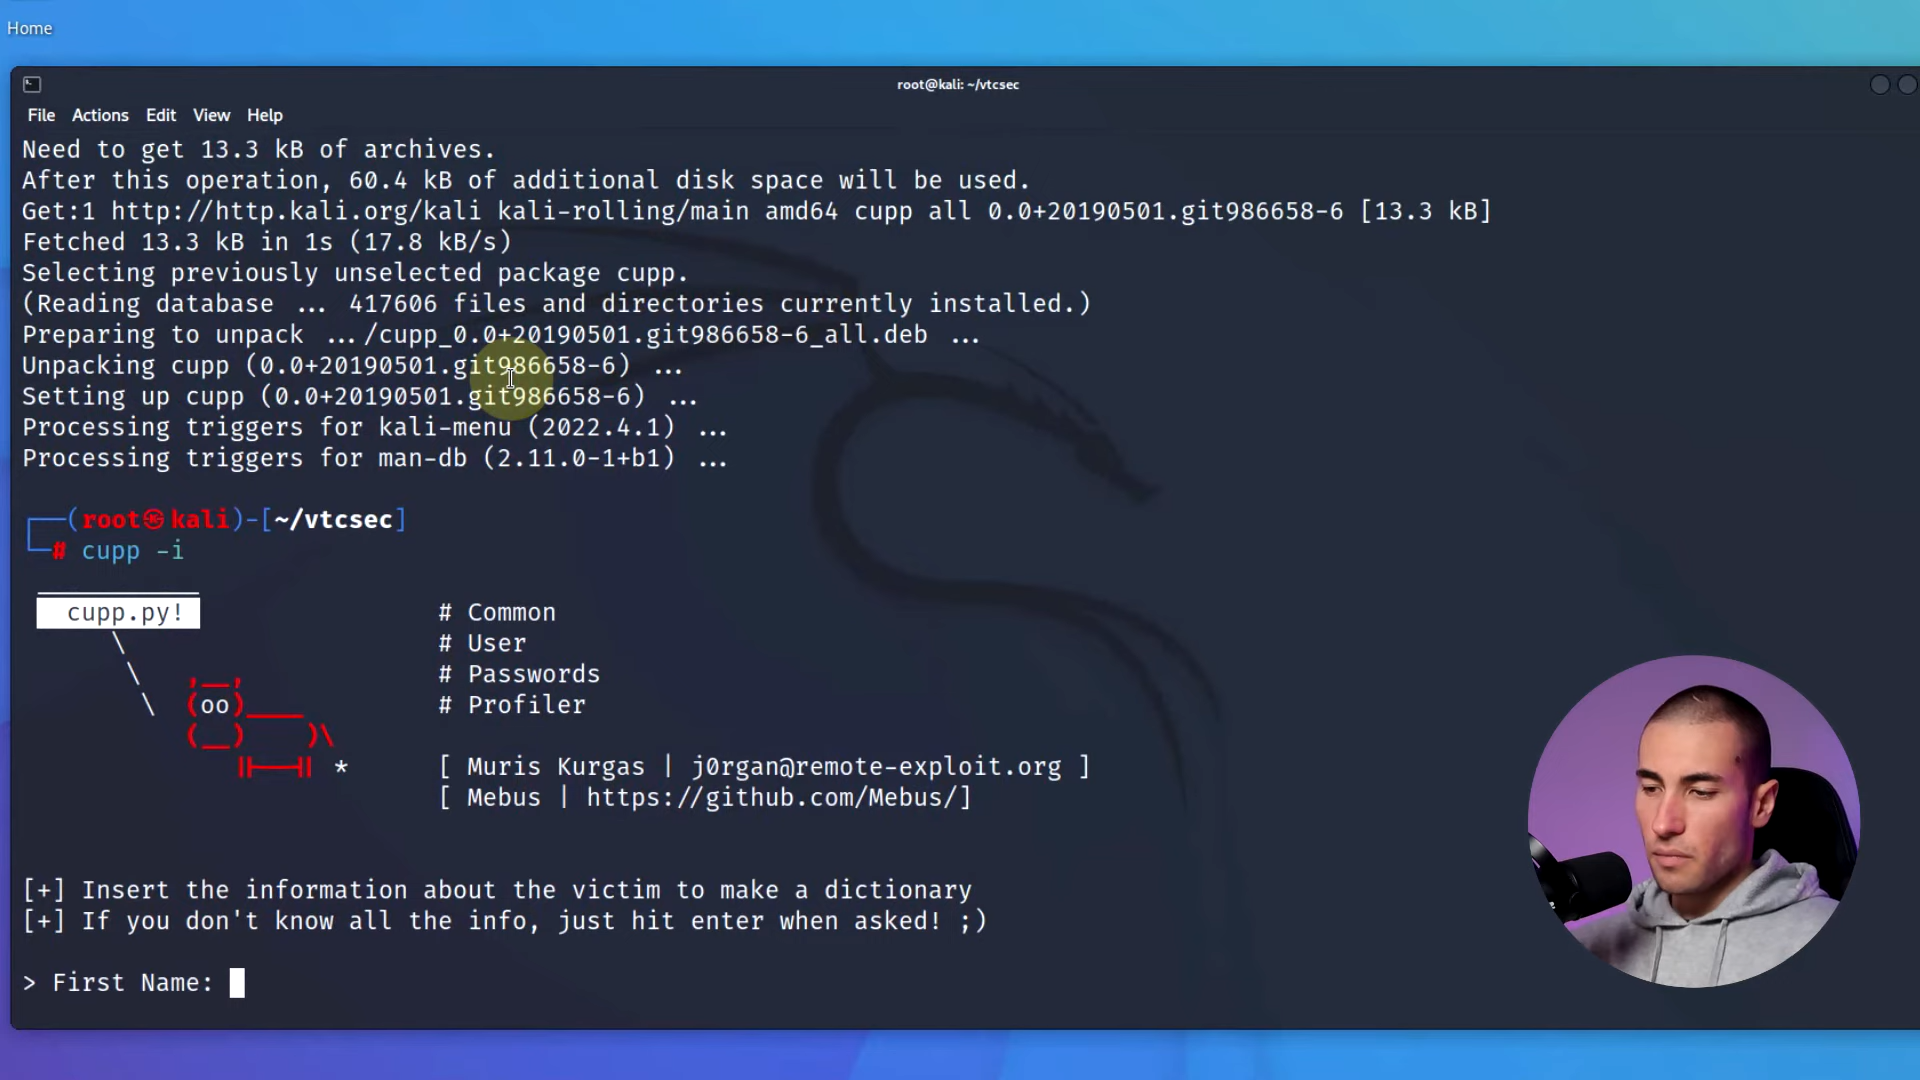 Home
root@kali: ~/vtcsec
File Actions Edit View Help
Need to get 13.3 kB of archives.
After this operation, 60.4 kB of additional disk space will be used.
Get:1 http://http.kali.org/kali kali-rolling/main amd64 cupp all 0.0+20190501.git986658-6 [13.3 kB]
Fetched 13.3 kB in 1s (17.8 kB/s)
Selecting previously unselected package cupp.
(Reading database ... 417606 files and directories currently installed.)
Preparing to unpack .../cupp_0.0+20190501.git986658-6_all.deb ...
Unpacking cupp (0.0+20190501.git986658-6) ...
Setting up cupp (0.0+20190501.git986658-6) ...
Processing triggers for kali-menu (2022.4.1) ...
Processing triggers for man-db (2.11.0-1+b1) ...
┌──(root㉿kali)-[~/vtcsec]
└─# cupp -i
cupp.py! # Common
\ # User
\ ,__, # Passwords
\ (oo)____ # Profiler
(__) )\
||--|| * [ Muris Kurgas | j0rgan@remote-exploit.org ]
[ Mebus | https://github.com/Mebus/]
[+] Insert the information about the victim to make a dictionary
[+] If you don't know all the info, just hit enter when asked! ;)
> First Name: